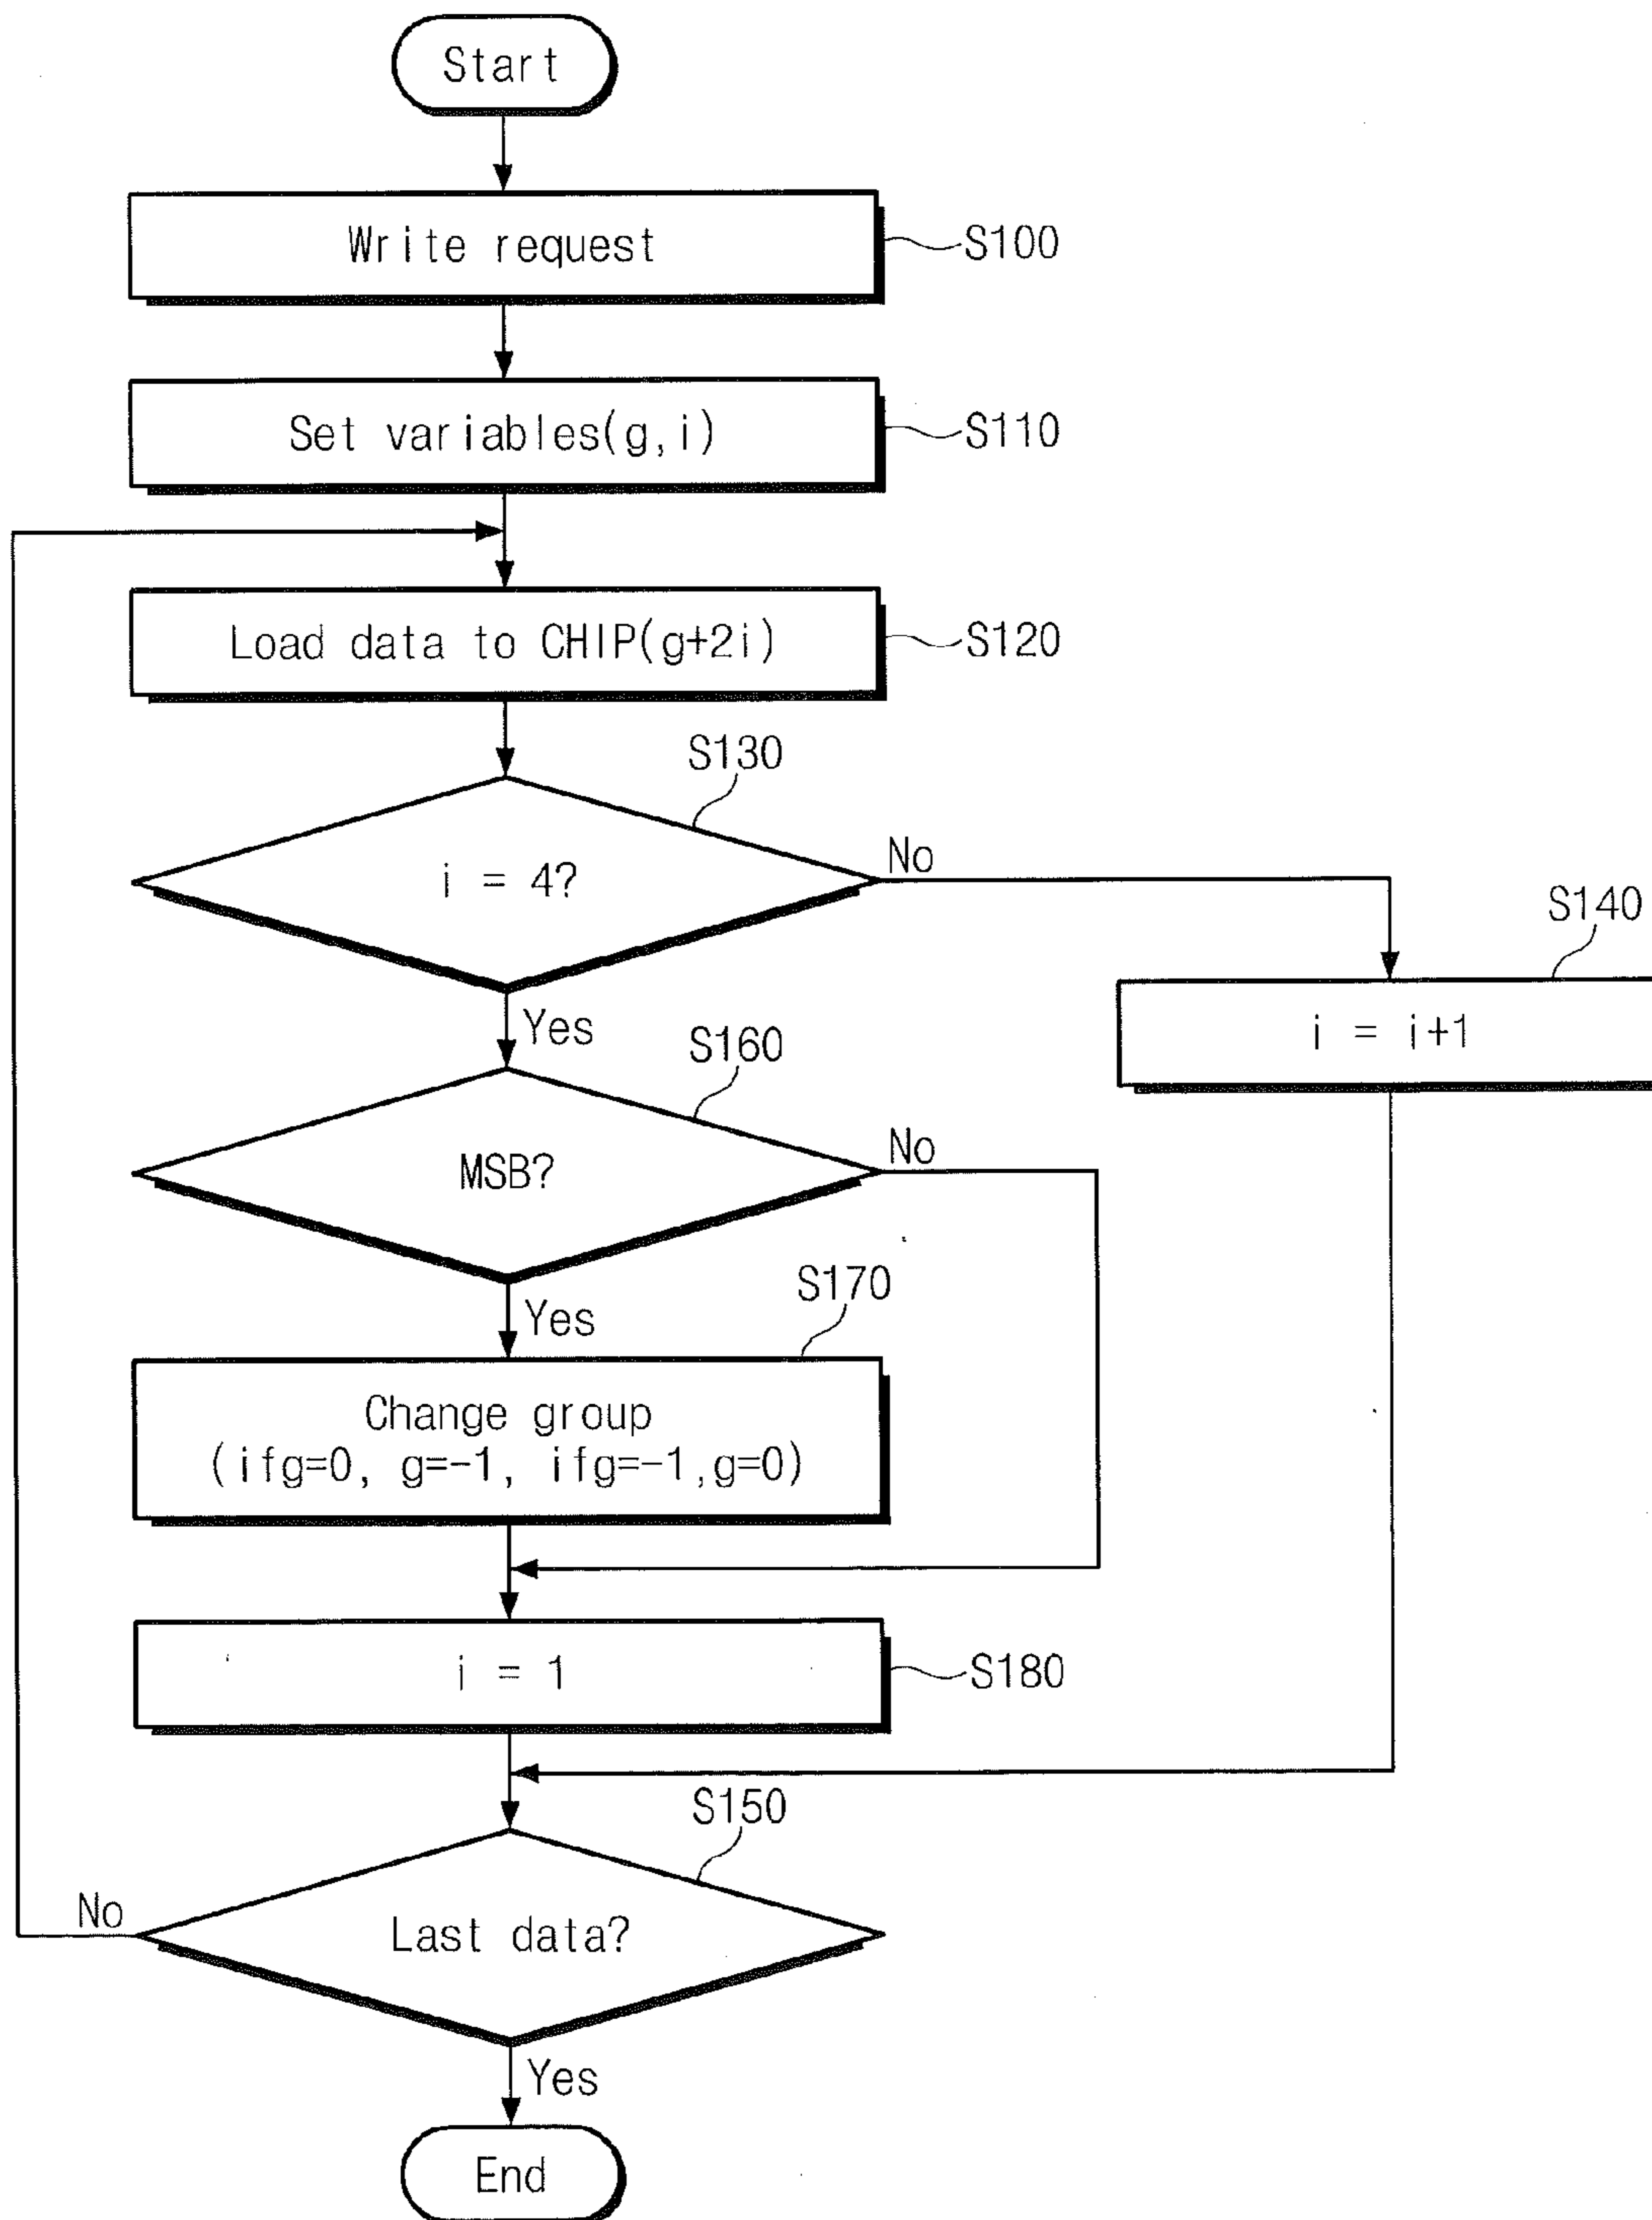 Start
Write request
S100
Set variables(g,i)
S110
Load data to CHIP(g+2i)
S120
S130
i = 4?
No
S140
i = i+1
Yes
S160
MSB?
No
Yes
S170
Change group
(ifg=0, g=-1, ifg=-1,g=0)
i = 1
S180
S150
Last data?
No
Yes
End